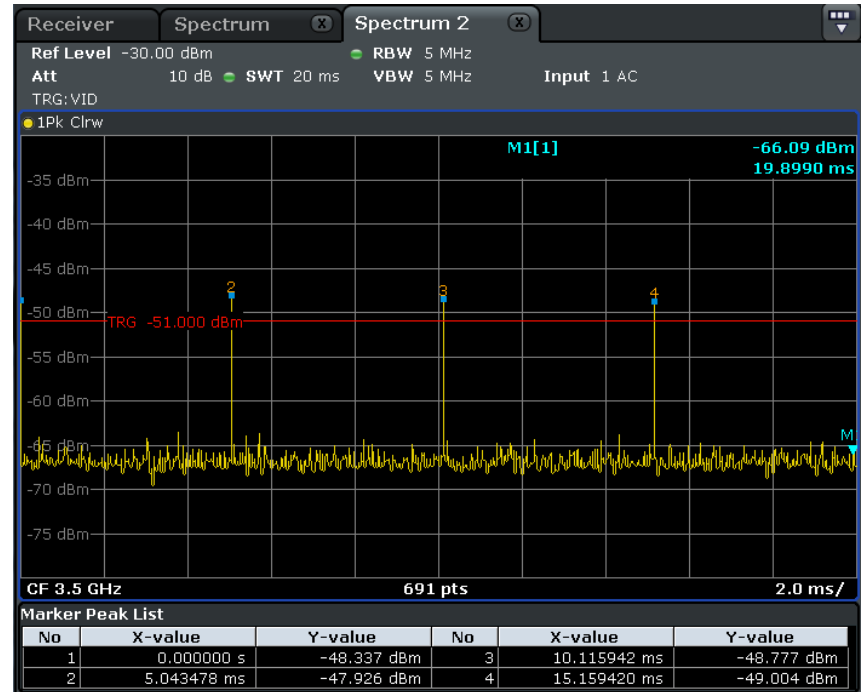 Receiver Spectrum X Spectrum 2 X
Ref Level -30.00 dBm RBW 5 MHz
Att 10 dB SWT 20 ms VBW 5 MHz Input 1 AC
TRG:VID
1Pk Clrw
M1[1] -66.09 dBm
19.8990 ms
-35 dBm
-40 dBm
-45 dBm
2 3 4
-50 dBm
TRG -51.000 dBm
-55 dBm
-60 dBm
M
-65 dBm
-70 dBm
-75 dBm
CF 3.5 GHz 691 pts 2.0 ms/
Marker Peak List
No X-value Y-value No X-value Y-value
1 0.000000 s -48.337 dBm 3 10.115942 ms -48.777 dBm
2 5.043478 ms -47.926 dBm 4 15.159420 ms -49.004 dBm